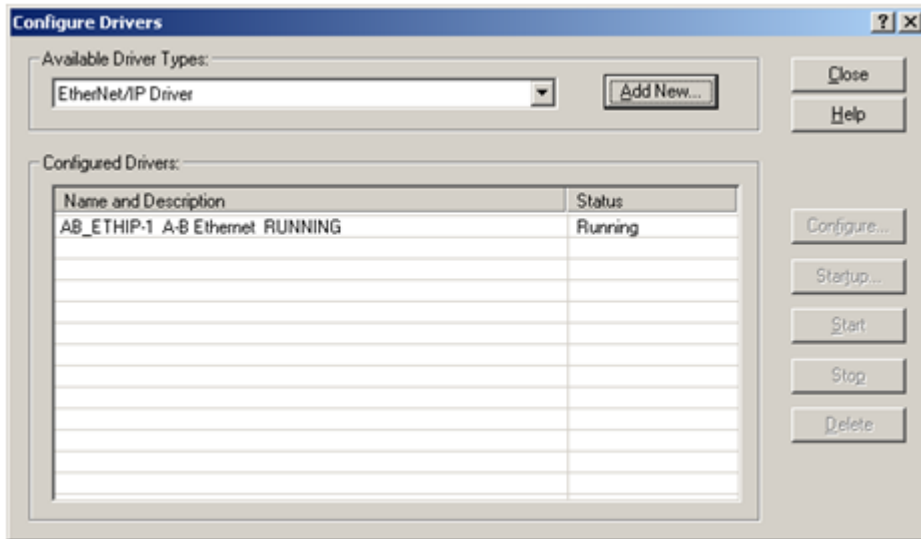 Configure Drivers
Available Driver Types:
EtherNet/IP Driver
Add New...
Close
Help
Configured Drivers:
Name and Description Status
AB_ETHIP-1 A-B Ethernet RUNNING Running
Configure...
Startup...
Start
Stop
Delete